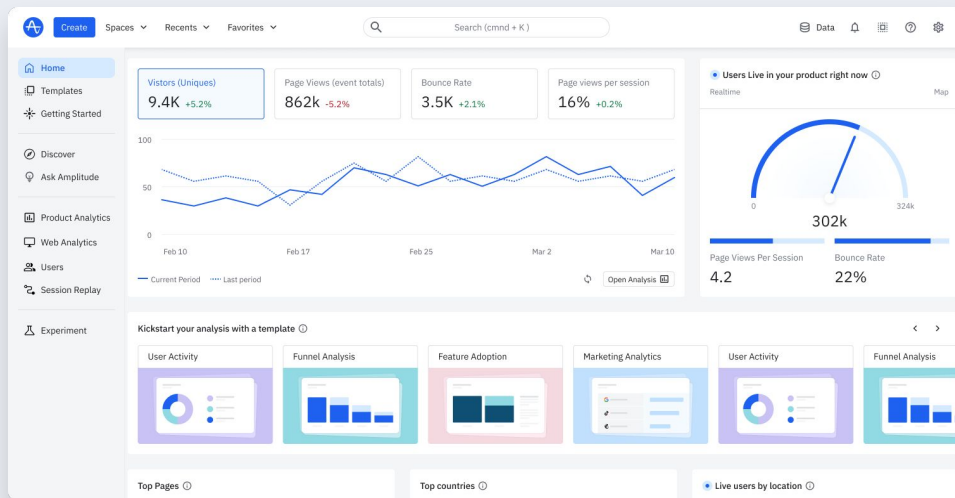 Create
Spaces
Recents
Favorites
Search (cmnd + K )
Data
Home
Templates
Getting Started
Discover
Ask Amplitude
Product Analytics
Web Analytics
Users
Session Replay
Experiment
Vistors (Uniques)
9.4K +5.2%
Page Views (event totals)
862k -5.2%
Bounce Rate
3.5K +2.1%
Page views per session
16% +0.2%
100
50
0
Feb 10
Feb 17
Feb 25
Mar 2
Mar 10
Current Period
Last period
Open Analysis
Users Live in your product right now
Realtime
Map
0
324k
302k
Page Views Per Session
4.2
Bounce Rate
22%
Kickstart your analysis with a template
User Activity
Funnel Analysis
Feature Adoption
Marketing Analytics
User Activity
Funnel Analysis
Top Pages
Top countries
Live users by location